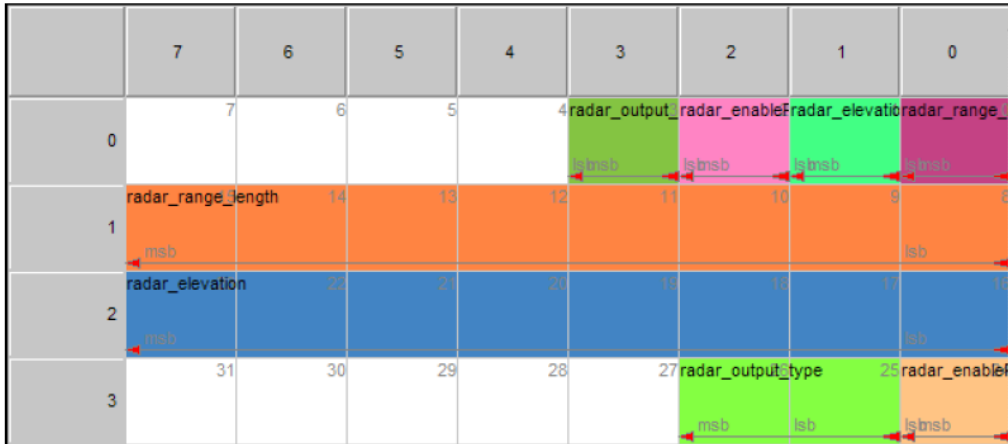 7 6 5 4 3 2 1 0
0 7 6 5 4 radar_output_ radar_enableP radar_elevatio radar_range_
lsb msb lsb msb lsb msb lsb msb
1 radar_range_length 14 13 12 11 10 9 8
msb lsb
2 radar_elevation 22 21 20 19 18 17 16
msb lsb
3 31 30 29 28 27 radar_output_type 25 radar_enable
msb lsb lsb msb